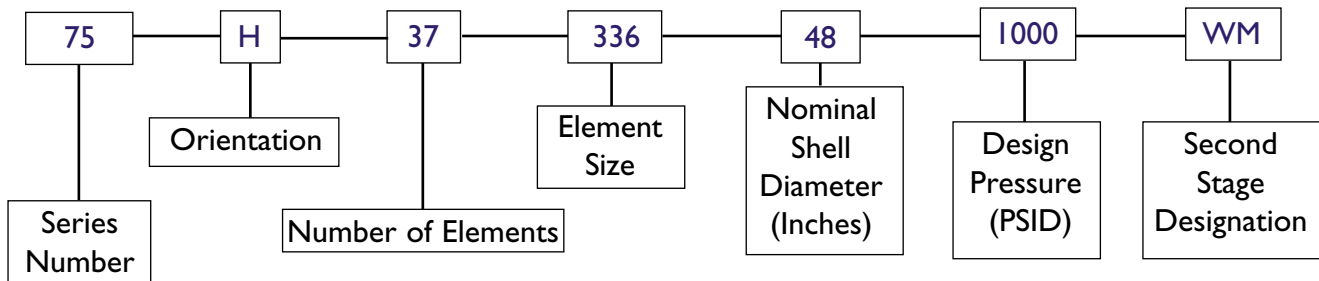 75 H 37 336 48 1000 WM
Orientation
Element
Size
Nominal
Shell
Diameter
(Inches)
Design
Pressure
(PSID)
Second
Stage
Designation
Series
Number
Number of Elements